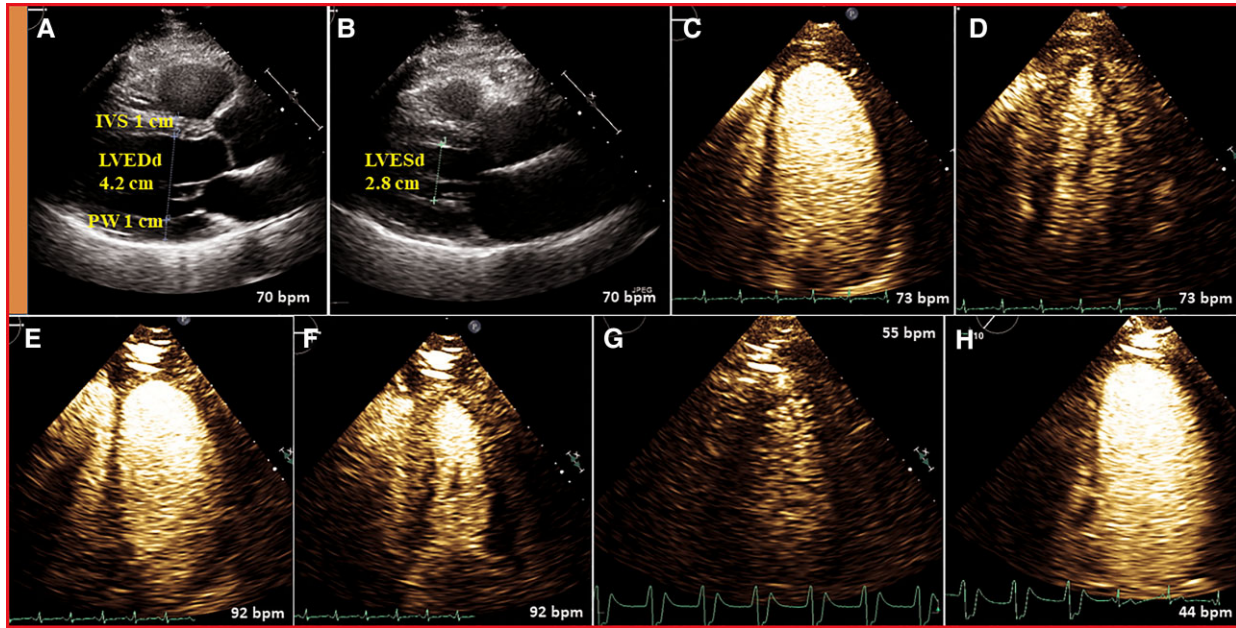 A
IVS 1 cm
LVEDd
4.2 cm
PW 1 cm
70 bpm
B
LVESd
2.8 cm
JPEG
70 bpm
C
P
73 bpm
D
P
73 bpm
E
P
92 bpm
F
P
92 bpm
G
55 bpm
H
10
44 bpm